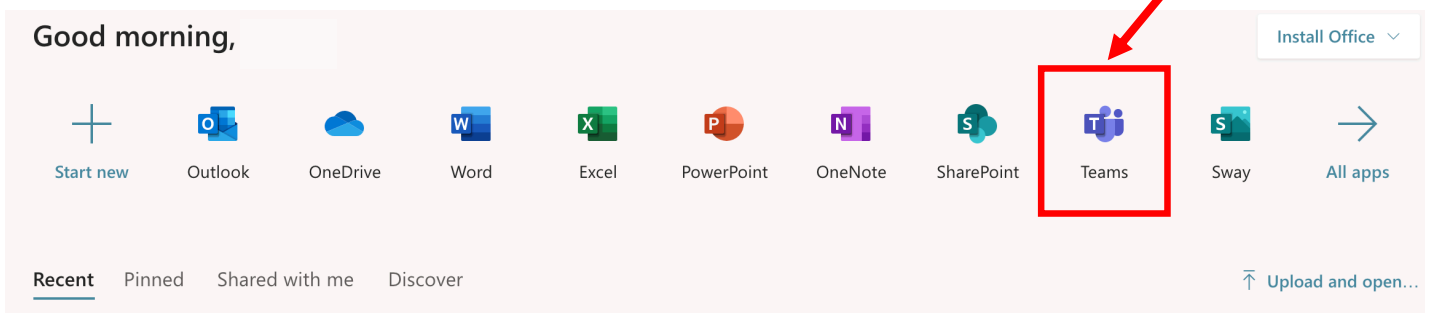 Good morning,
Install Office
O W X P N S T S
Start new Outlook OneDrive Word Excel PowerPoint OneNote SharePoint Teams Sway All apps
Recent Pinned Shared with me Discover
Upload and open...